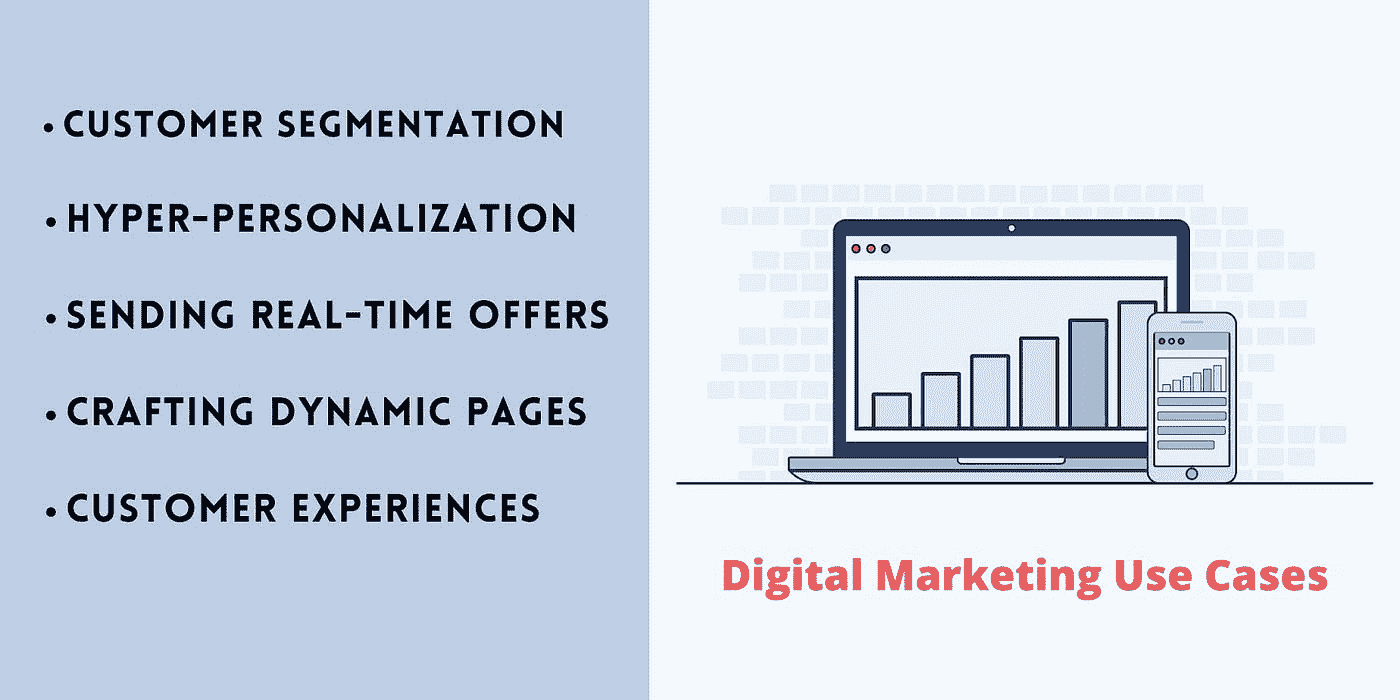 • CUSTOMER SEGMENTATION
• HYPER-PERSONALIZATION
• SENDING REAL-TIME OFFERS
• CRAFTING DYNAMIC PAGES
• CUSTOMER EXPERIENCES
Digital Marketing Use Cases